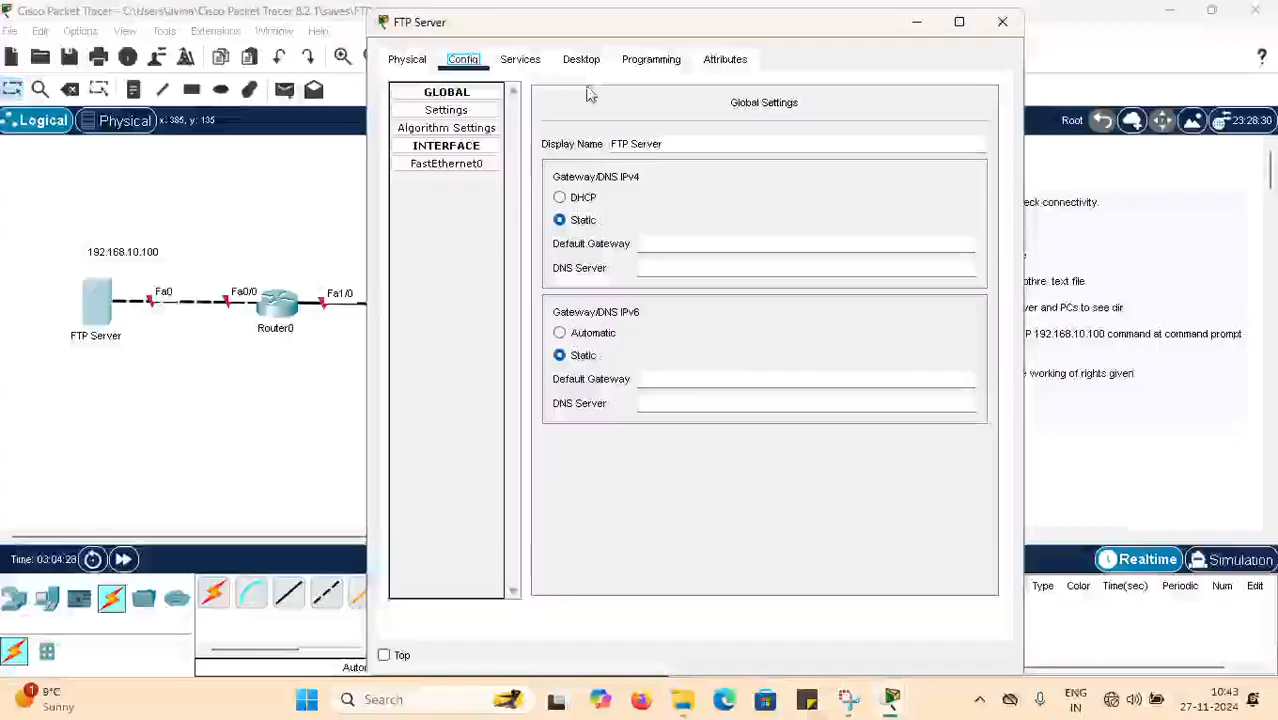 Cisco Packet Tracer - C:\Users\avma\Cisco Packet Tracer 8.2.1\saves\FTP
FTP Server
File Edit Options View Tools Extensions Window Help
Physical Config Services Desktop Programming Attributes
?
GLOBAL
Settings
Algorithm Settings
INTERFACE
FastEthernet0
Global Settings
Display Name FTP Server
Gateway/DNS IPv4
DHCP
Static
Default Gateway
DNS Server
Gateway/DNS IPv6
Automatic
Static
Default Gateway
DNS Server
Top
Logical Physical x: 385, y: 135
Root 23:28:30
192.168.10.100
Fa0 Fa0/0 Fa1/0
FTP Server Router0
eck connectivity.
othre. text file.
ver and PCs to see dir
P 192.168.10.100 command at command prompt
e working of rights given
Time: 03:04:28
Realtime Simulation
Type Color Time(sec) Periodic Num Edit
Auto
1
9°C
Sunny
Search
ENG
IN
10:43
27-11-2024